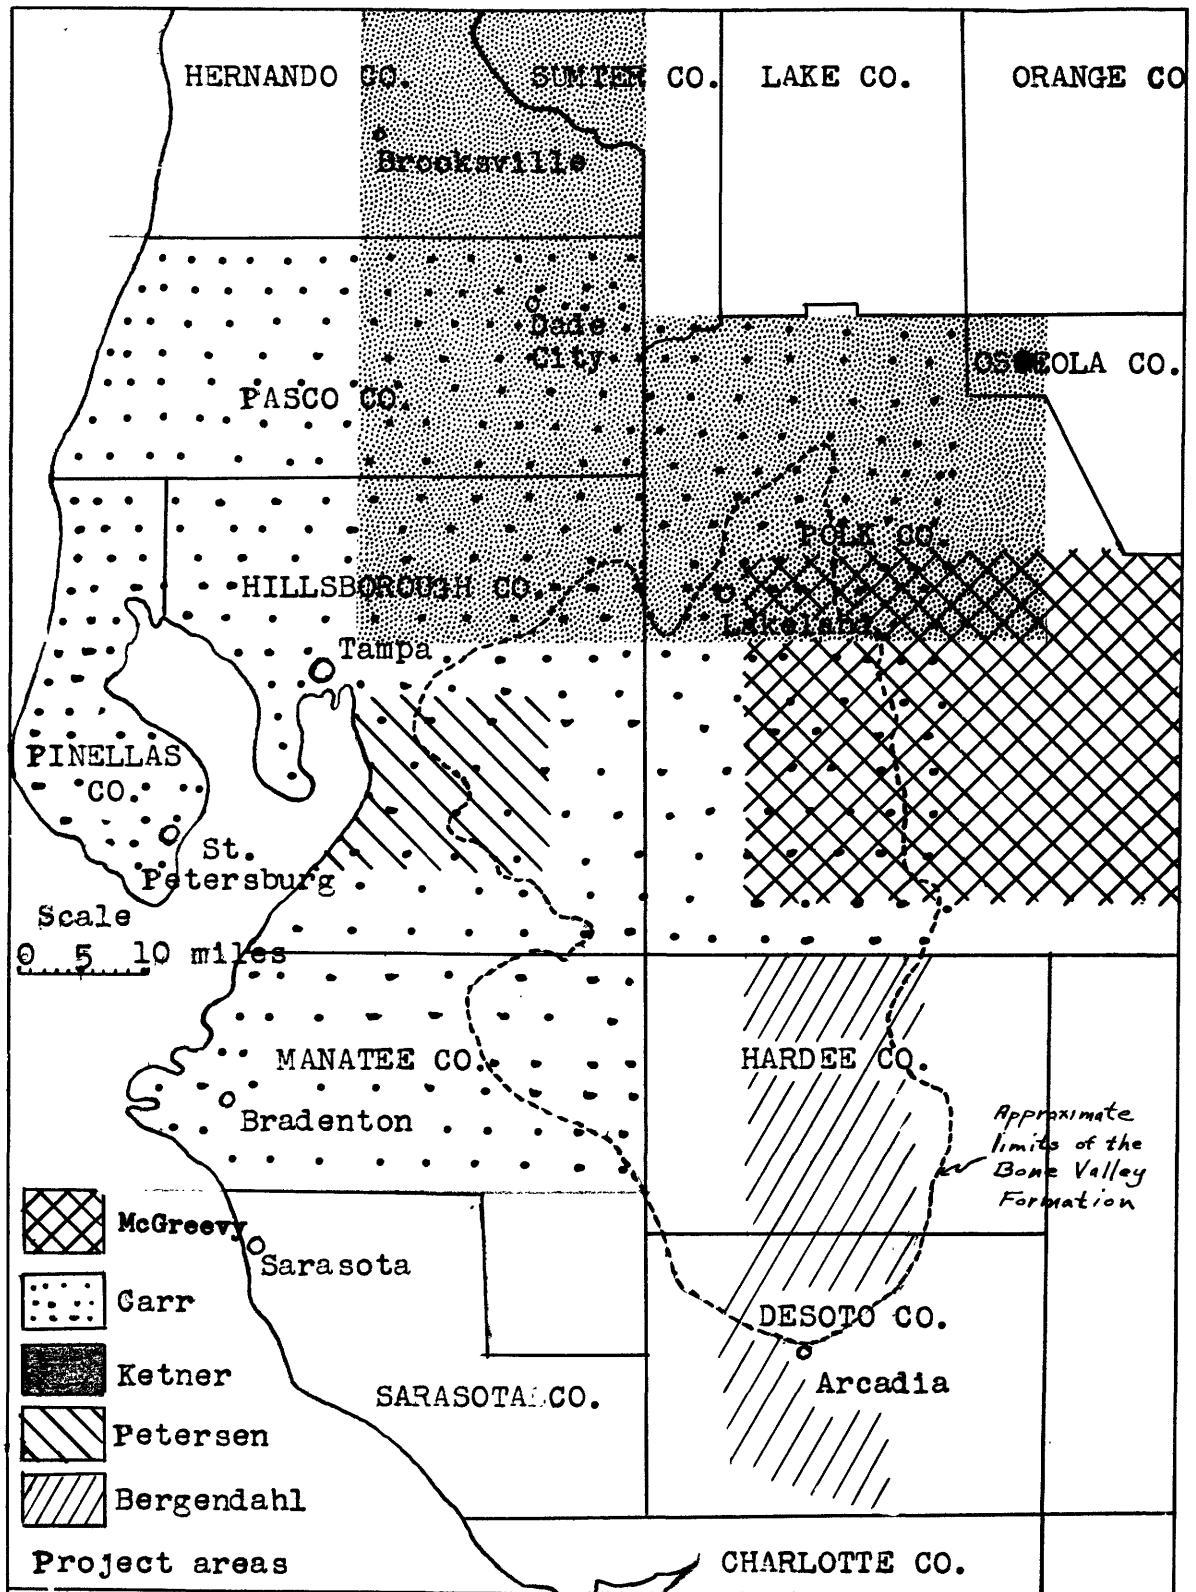 HERNANDO CO.
SUMTER CO.
LAKE CO.
ORANGE CO
Brooksville
Dade
City
OSCEOLA CO.
PASCO CO.
POLK CO.
HILLSBOROUGH CO.
Lakeland
Tampa
PINELLAS
CO.
St.
Petersburg
Scale
0 5 10 miles
MANATEE CO.
HARDEE CO.
Bradenton
Approximate
limits of the
Bone Valley
Formation
McGreevy
Sarasota
Carr
DESOTO CO.
Ketner
Arcadia
SARASOTA CO.
Petersen
Bergendahl
Project areas
CHARLOTTE CO.